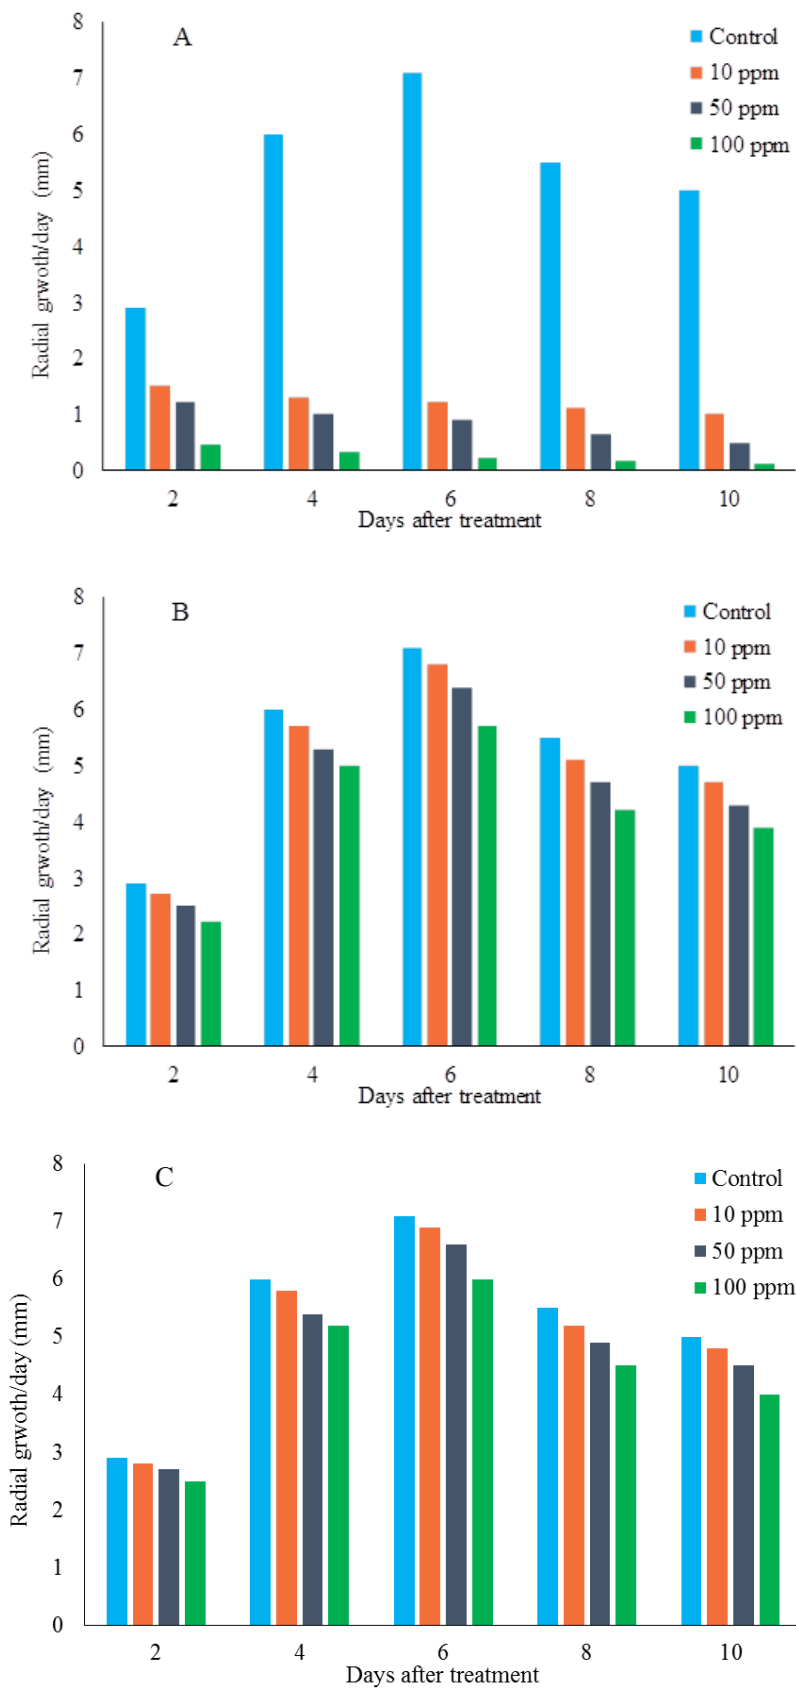 A
Control
10 ppm
50 ppm
100 ppm
8
7
6
5
4
3
2
1
0
Radial grwoth/day (mm)
2 4 6 8 10
Days after treatment
B
Control
10 ppm
50 ppm
100 ppm
8
7
6
5
4
3
2
1
0
Radial grwoth/day (mm)
2 4 6 8 10
Days after treatment
C
Control
10 ppm
50 ppm
100 ppm
8
7
6
5
4
3
2
1
0
Radial grwoth/day (mm)
2 4 6 8 10
Days after treatment